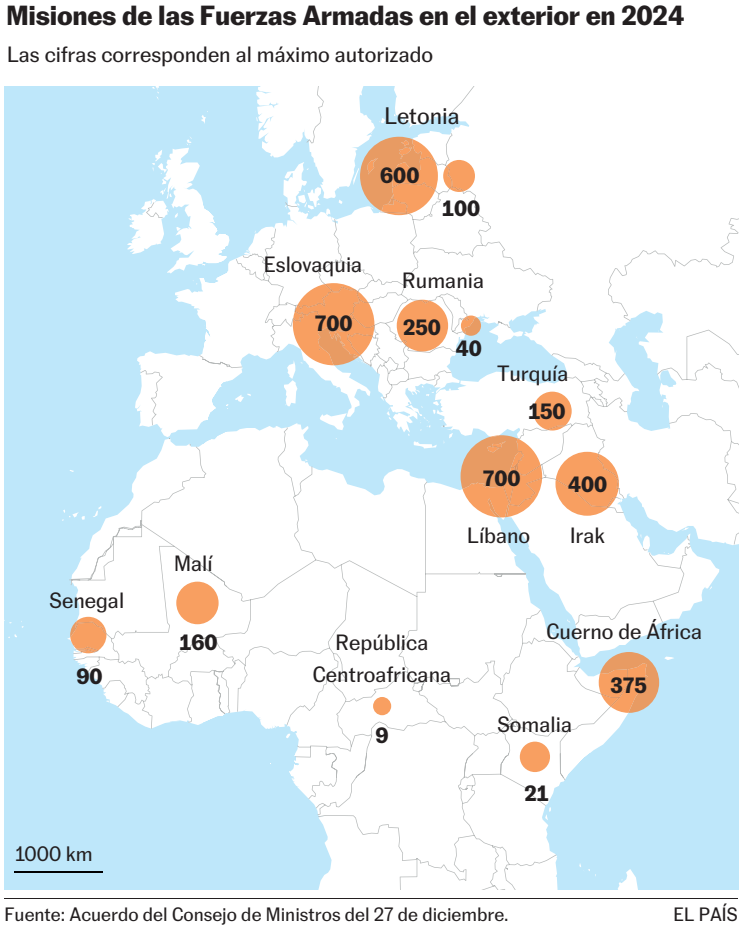 Misiones de las Fuerzas Armadas en el exterior en 2024
Las cifras corresponden al máximo autorizado
Letonia
600
100
Eslovaquia
Rumania
700
250
40
Turquía
150
700
400
Líbano
Irak
Malí
Senegal
160
90
República
Centroafricana
9
Cuerno de África
375
Somalia
21
1000 km
Fuente: Acuerdo del Consejo de Ministros del 27 de diciembre.
EL PAÍS